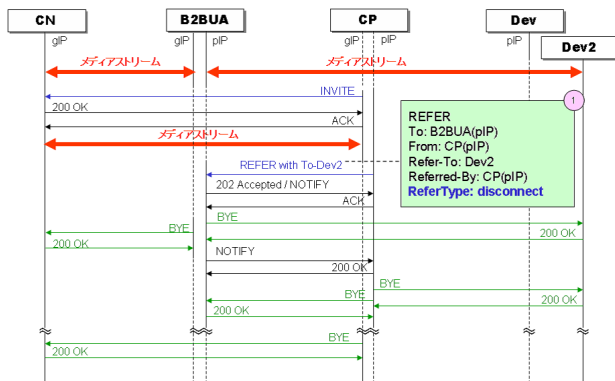 CN B2BUA CP Dev
gIP gIP pIP gIP pIP pIP Dev2
メディアストリーム メディアストリーム
INVITE
200 OK
ACK
メディアストリーム
1
REFER
To: B2BUA(pIP)
From: CP(pIP)
Refer-To: Dev2
Referred-By: CP(pIP)
ReferType: disconnect
REFER with To-Dev2
202 Accepted / NOTIFY
ACK
BYE
BYE
200 OK
200 OK
NOTIFY
200 OK
BYE
BYE
200 OK
200 OK
BYE
200 OK